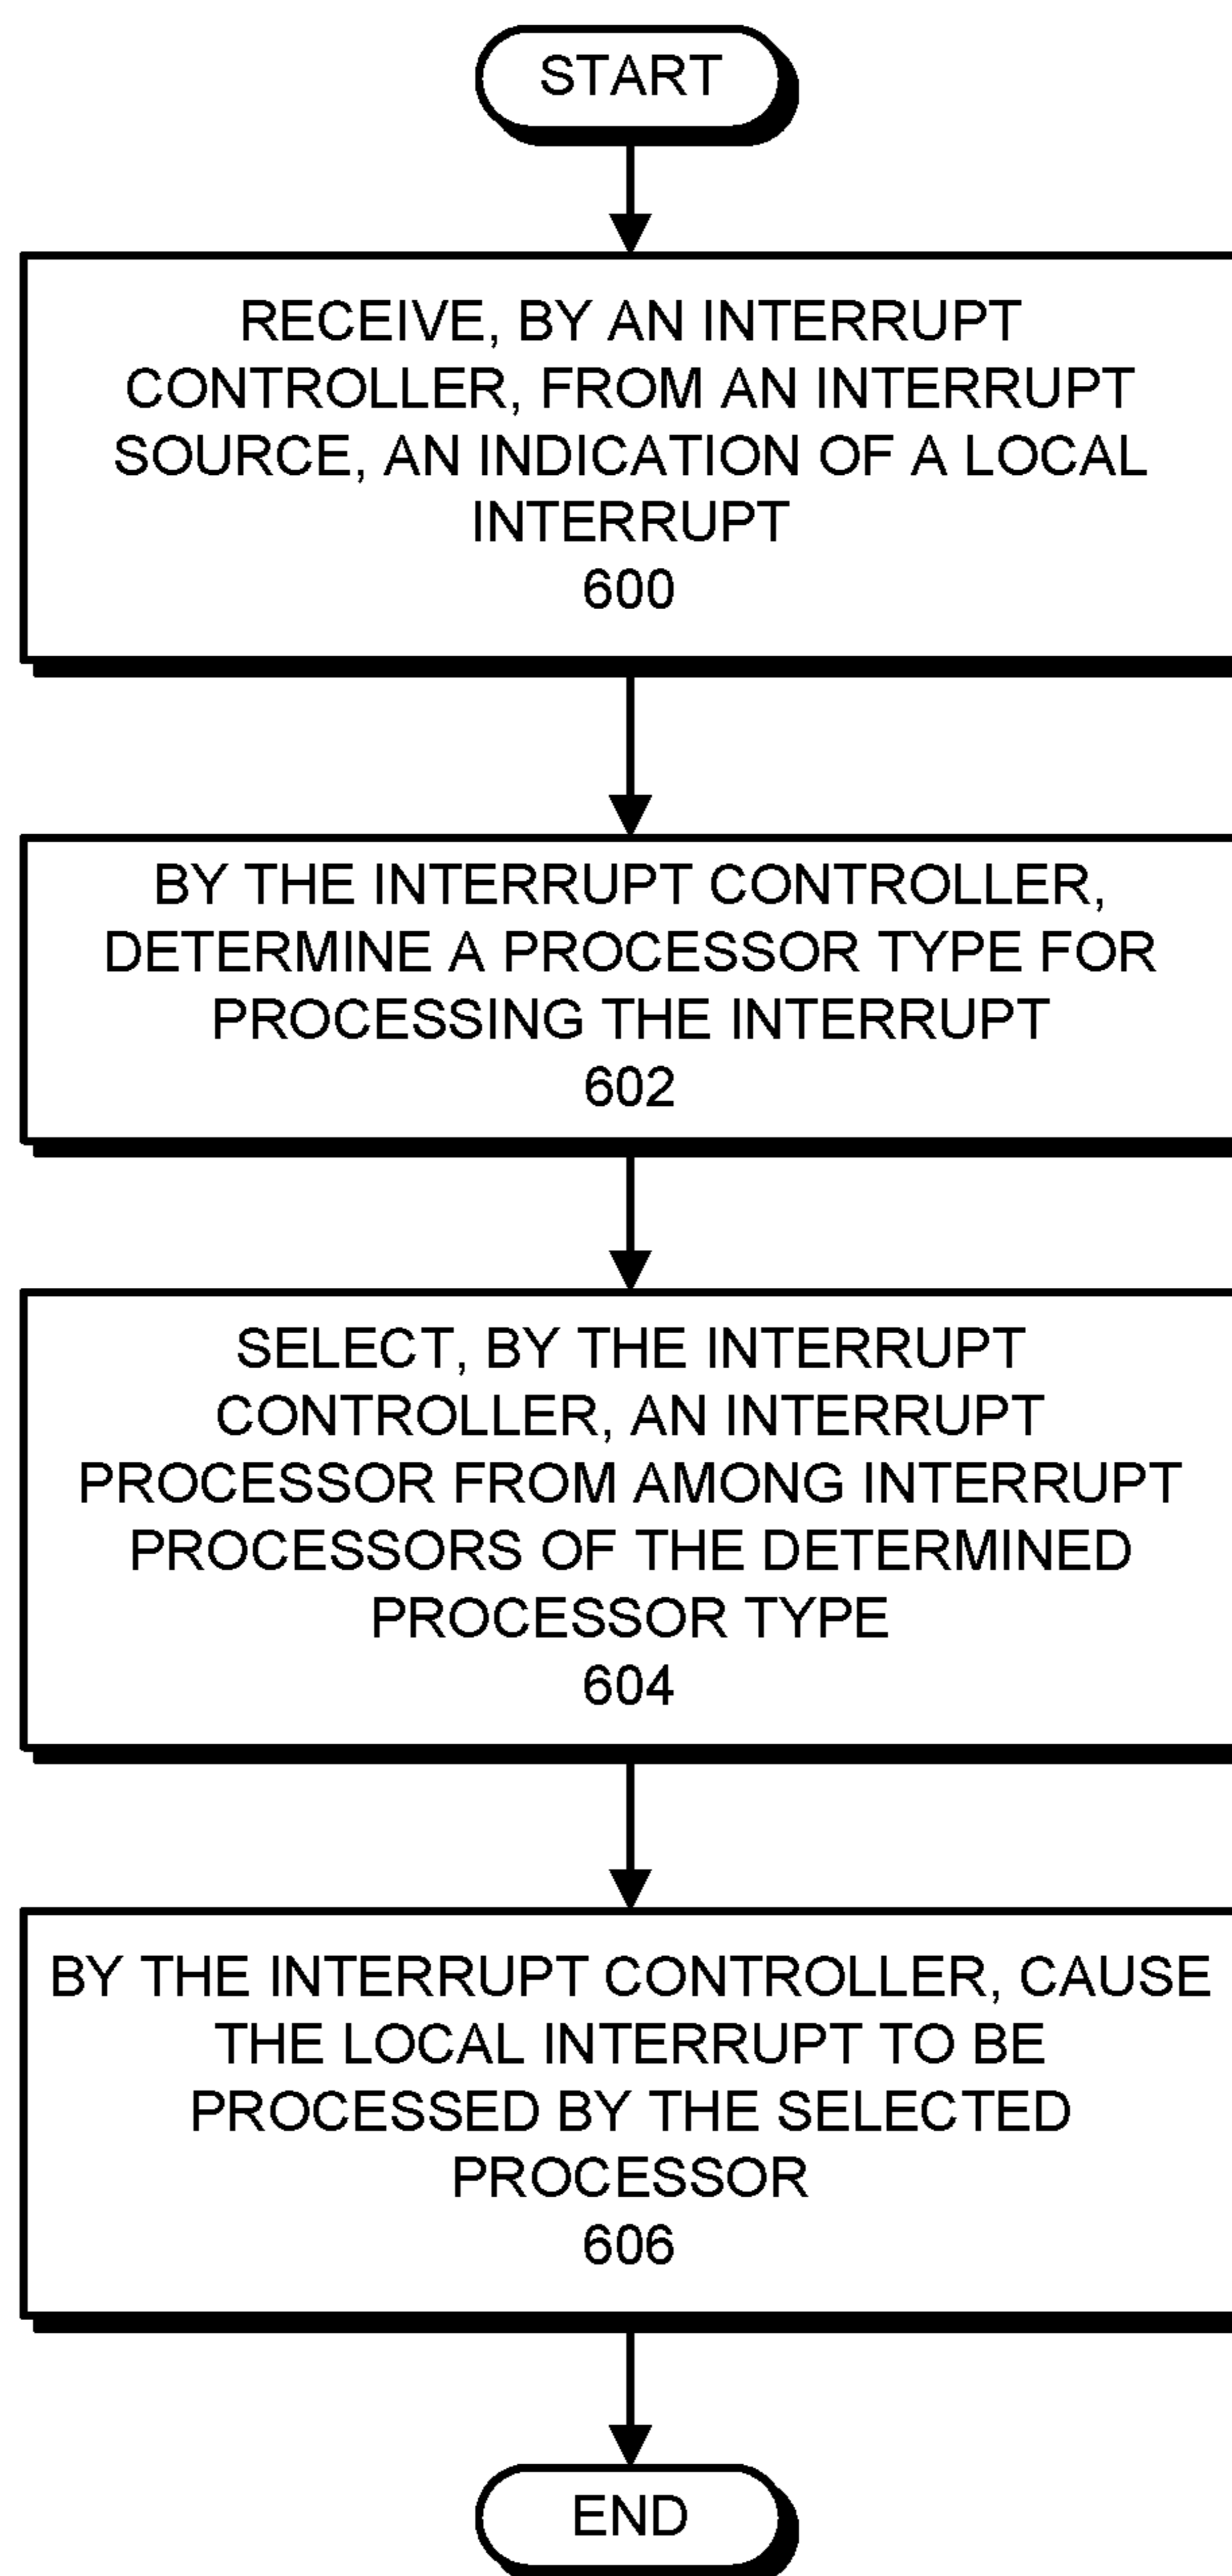 START
RECEIVE, BY AN INTERRUPT
CONTROLLER, FROM AN INTERRUPT
SOURCE, AN INDICATION OF A LOCAL
INTERRUPT
600
BY THE INTERRUPT CONTROLLER,
DETERMINE A PROCESSOR TYPE FOR
PROCESSING THE INTERRUPT
602
SELECT, BY THE INTERRUPT
CONTROLLER, AN INTERRUPT
PROCESSOR FROM AMONG INTERRUPT
PROCESSORS OF THE DETERMINED
PROCESSOR TYPE
604
BY THE INTERRUPT CONTROLLER, CAUSE
THE LOCAL INTERRUPT TO BE
PROCESSED BY THE SELECTED
PROCESSOR
606
END